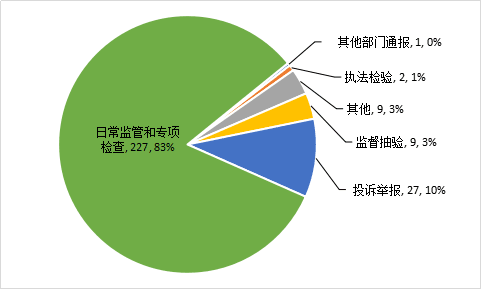 其他部门通报, 1, 0%
执法检验, 2, 1%
其他, 9, 3%
监督抽验, 9, 3%
投诉举报, 27, 10%
日常监管和专项
检查, 227, 83%